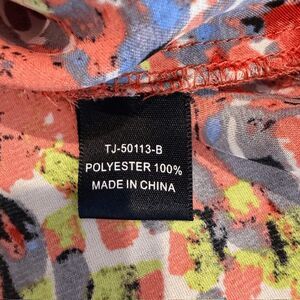 TJ-50113-B
POLYESTER 100%
MADE IN CHINA